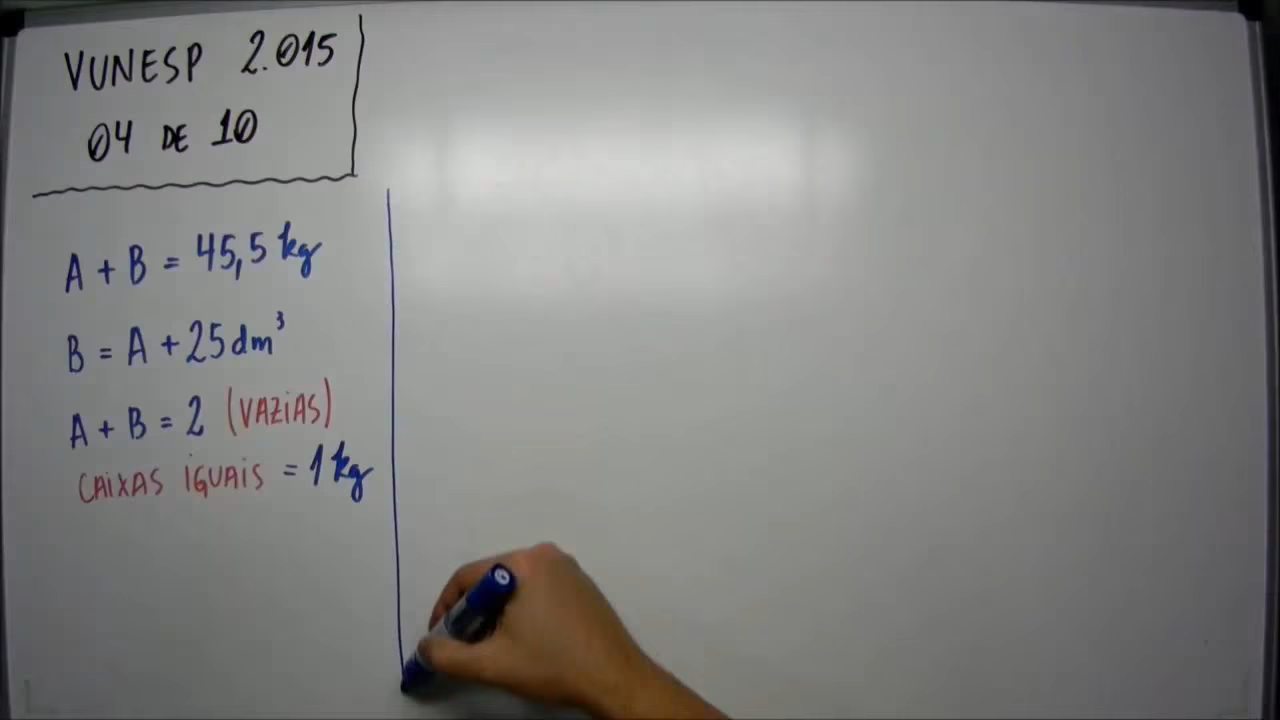 VUNESP 2.015
04 DE 10
A + B = 45,5 kg
B = A + 25 dm³
A + B = 2 (VAZIAS)
CAIXAS IGUAIS = 1 kg